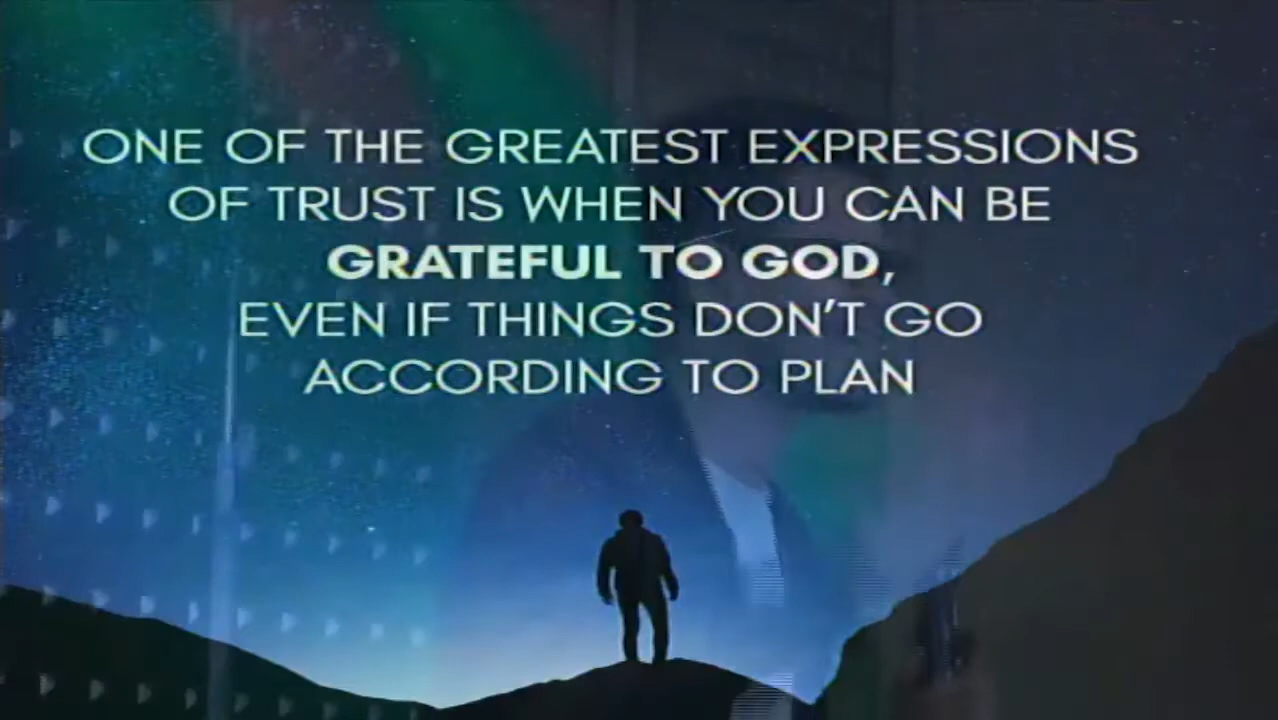 ONE OF THE GREATEST EXPRESSIONS
OF TRUST IS WHEN YOU CAN BE
GRATEFUL TO GOD,
EVEN IF THINGS DON'T GO
ACCORDING TO PLAN